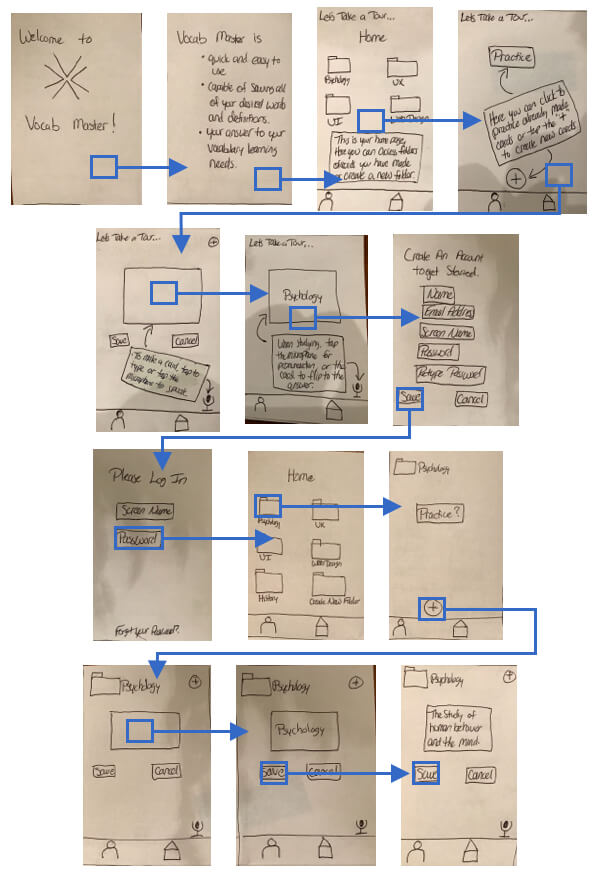 Welcome to
Vocab Master!
Vocab Master is
• quick and easy to
use
• capable of saving all
of your desired words
and definitions.
• your answer to your
vocabulary learning
needs.
Lets Take a Tour...
Home
Psychology
UX
UI
Web Design
This is your home page,
Here you can access folders
you have made
or create a new folder.
Lets Take a Tour...
Practice
Here you can click to
practice already made
cards or tap the "+"
to create new cards
+
Lets Take a Tour...
+
Save
Cancel
To make a card, tap to
type or tap the
microphone to speak.
Lets Take a Tour...
Psychology
When studying, tap
the microphone for
pronunciation, or the
card to flip to the
answer.
Create An Account
to get Started.
Name
Email Address
Screen Name
Password
Retype Password
Save
Cancel
Please Log In
Screen Name
Password
Forgot your Password?
Home
Psychology
UX
UI
Web Design
History
Create New Folder
Psychology
Practice?
+
Psychology
+
Save
Cancel
Psychology
+
Psychology
Save
Cancel
Psychology
+
The Study of
human behavior
and the mind.
Save
Cancel